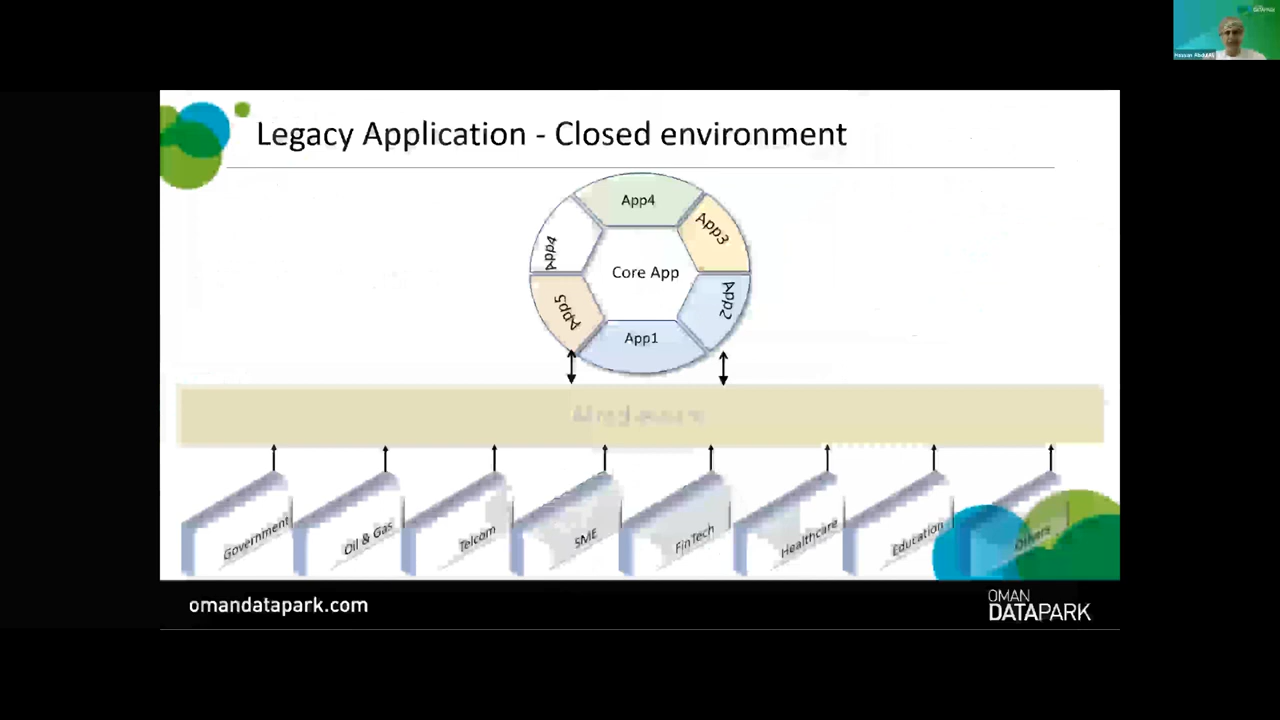 Legacy Application - Closed environment
App4
App4
App3
Core App
App5
App2
App1
Government
Oil & Gas
Telcom
SME
FinTech
Healthcare
Education
Others
omandatapark.com
OMAN
DATAPARK